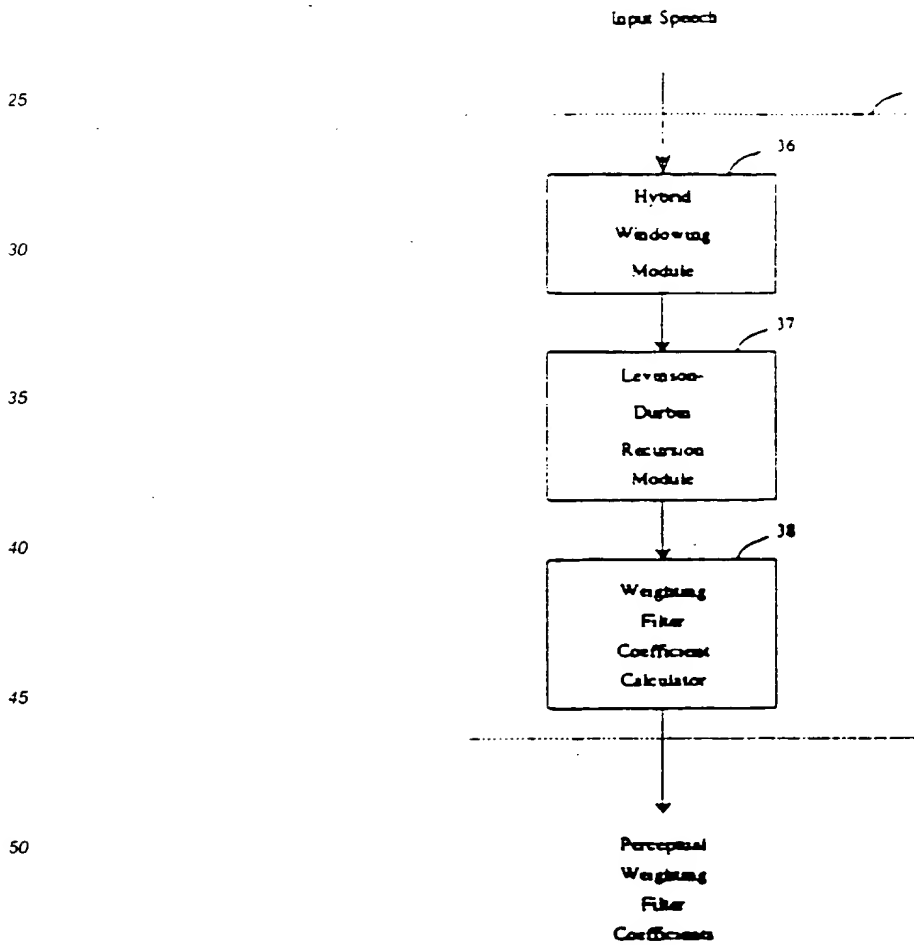 Input Speech
25
36
Hybrid
Windowing
Module
30
37
Levinson-
Durbin
Recursion
Module
35
38
40
Weighting
Filter
Coefficient
Calculator
45
50
Perceptual
Weighting
Filter
Coefficients